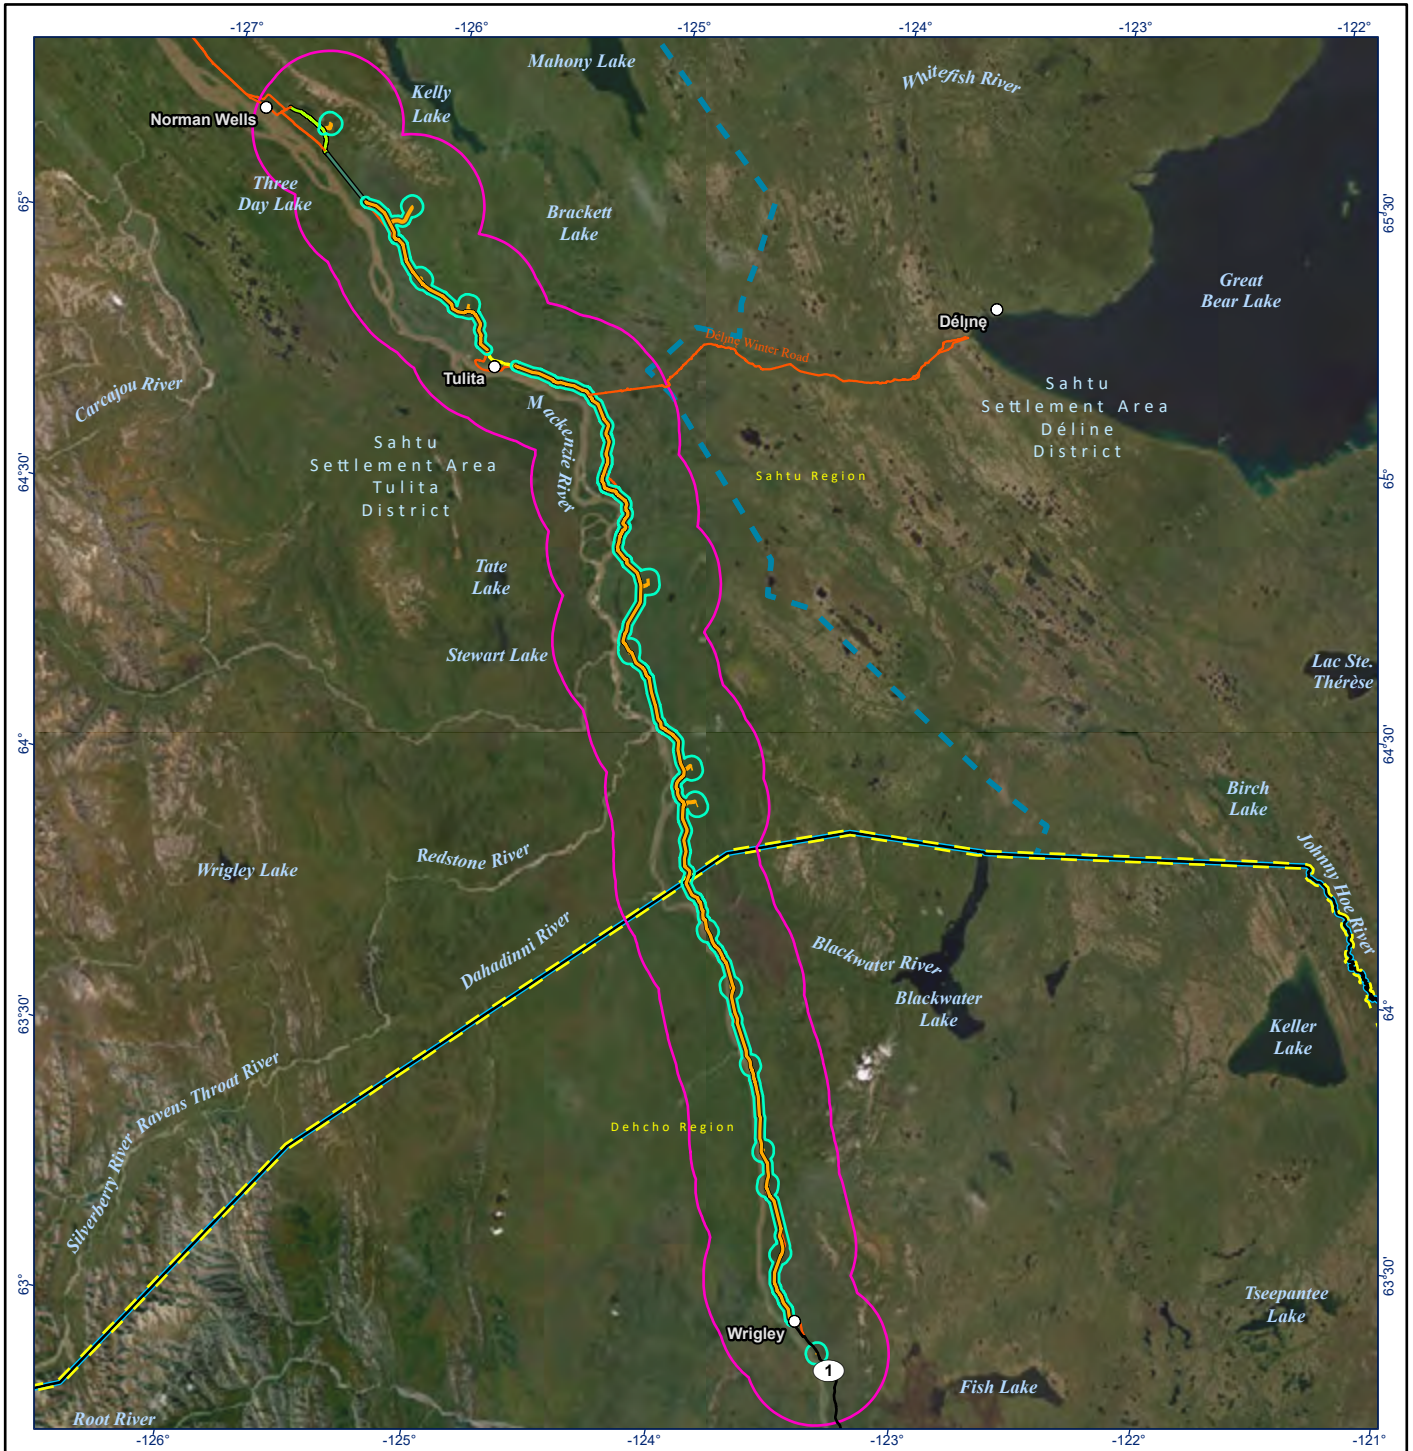 -127°
-126°
-125°
-124°
-123°
-122°
Mahony Lake
Whitefish River
Kelly
Lake
Norman Wells
Three
Day Lake
65°
65°30'
Brackett
Lake
Great
Bear Lake
Délı̨nę
Déline Winter Road
Tulita
Carcajou River
Mackenzie River
Sahtu
Settlement Area
Déline
District
Sahtu
Settlement Area
Tulita
District
64°30'
65°
Sahtu Region
Tate
Lake
Stewart Lake
Lac Ste.
Thérèse
64°
64°30'
Birch
Lake
Johnny Hoe River
Redstone River
Wrigley Lake
Dahadinni River
Blackwater River
Blackwater
Lake
63°30'
64°
Keller
Lake
Ravens Throat River
Dehcho Region
Silverberry River
63°
63°30'
Tseepantee
Lake
Wrigley
1
Fish Lake
Root River
-126°
-125°
-124°
-123°
-122°
-121°